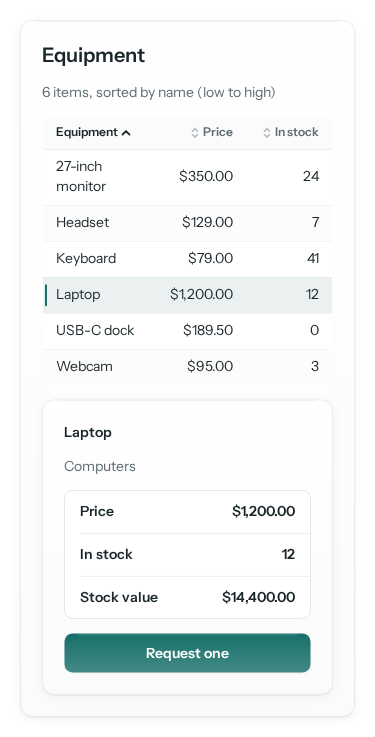 Equipment
6 items, sorted by name (low to high)
Equipment Price In stock
27-inch
monitor $350.00 24
Headset $129.00 7
Keyboard $79.00 41
Laptop $1,200.00 12
USB-C dock $189.50 0
Webcam $95.00 3
Laptop
Computers
Price $1,200.00
In stock 12
Stock value $14,400.00
Request one